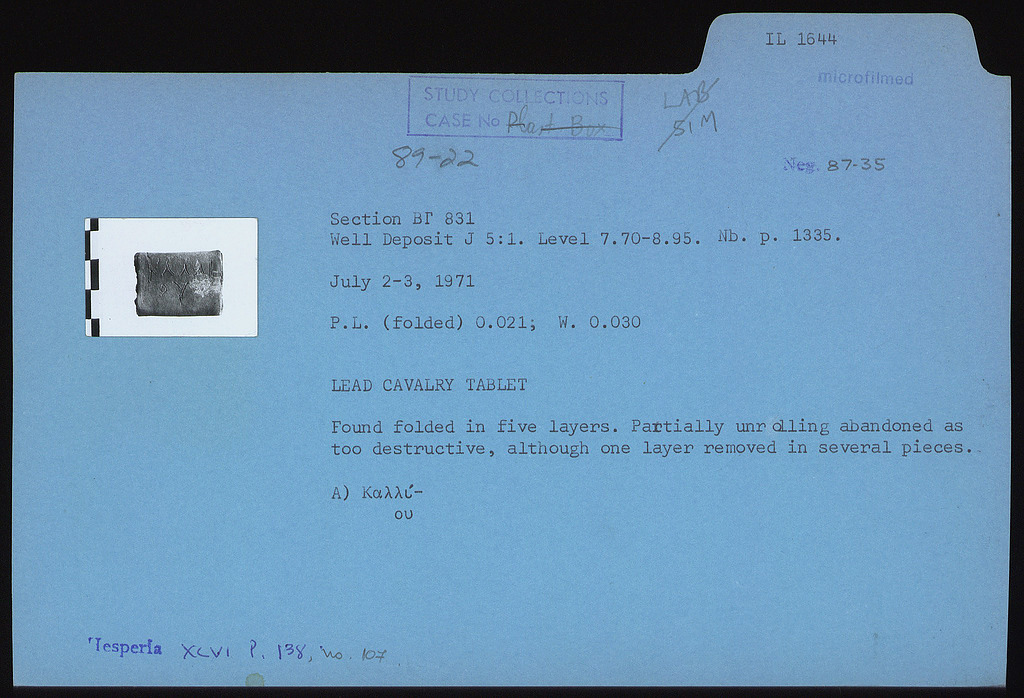 IL 1644
microfilmed
STUDY COLLECTIONS
CASE No Plast Box
LAB
SIM
89-22
Neg. 87-35
Section ΒΓ 831
Well Deposit J 5:1. Level 7.70-8.95. Nb. p. 1335.
July 2-3, 1971
P.L. (folded) 0.021; W. 0.030
LEAD CAVALRY TABLET
Found folded in five layers. Partially unrolling abandoned as
too destructive, although one layer removed in several pieces.
A) Καλλί-
ου
Hesperia XCVI P. 138, no. 107